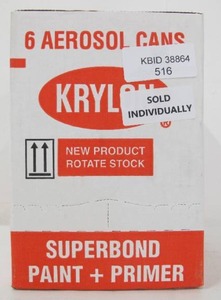 6 AEROSOL CANS
KBID 38864
516
KRYLON
®
SOLD
INDIVIDUALLY
NEW PRODUCT
ROTATE STOCK
SUPERBOND
PAINT + PRIMER